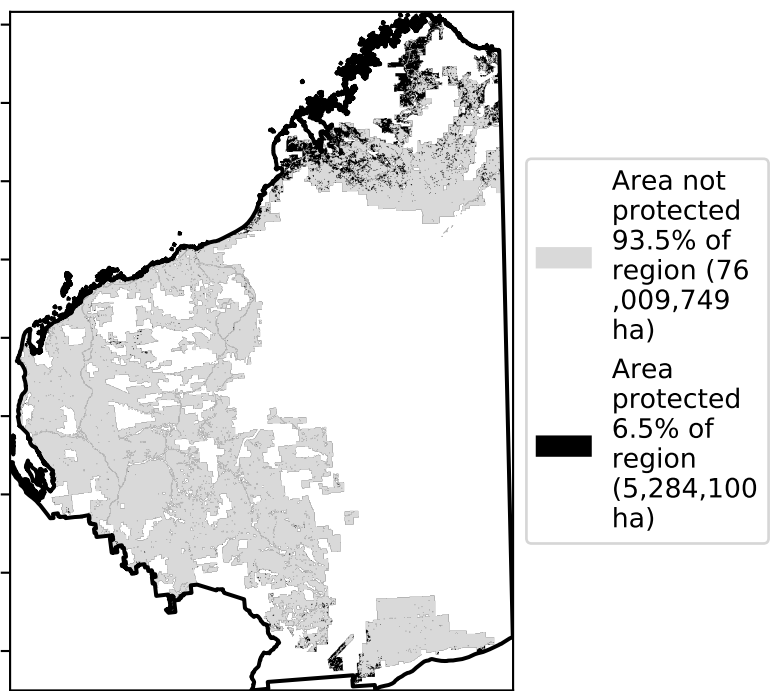 Area not
protected
93.5% of
region (76
,009,749
ha)
Area
protected
6.5% of
region
(5,284,100
ha)